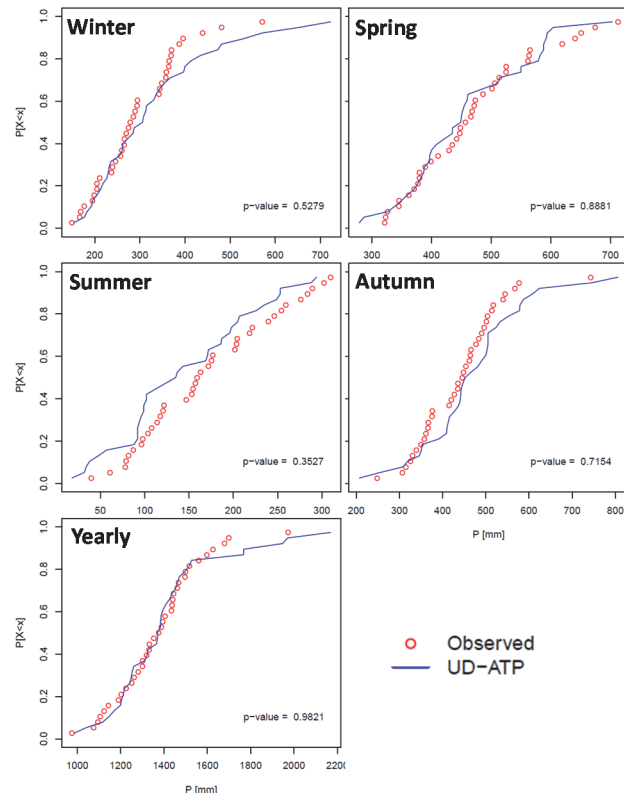 Winter
P[X<x]
0.0 0.2 0.4 0.6 0.8 1.0
p-value = 0.5279
200 300 400 500 600 700
Spring
p-value = 0.8881
300 400 500 600 700
Summer
P[X<x]
0.0 0.2 0.4 0.6 0.8 1.0
p-value = 0.3527
50 100 150 200 250 300
Autumn
p-value = 0.7154
200 300 400 500 600 700 800
P [mm]
Yearly
P[X<x]
0.0 0.2 0.4 0.6 0.8 1.0
p-value = 0.9821
1000 1200 1400 1600 1800 2000 2200
P [mm]
Observed
UD-ATP